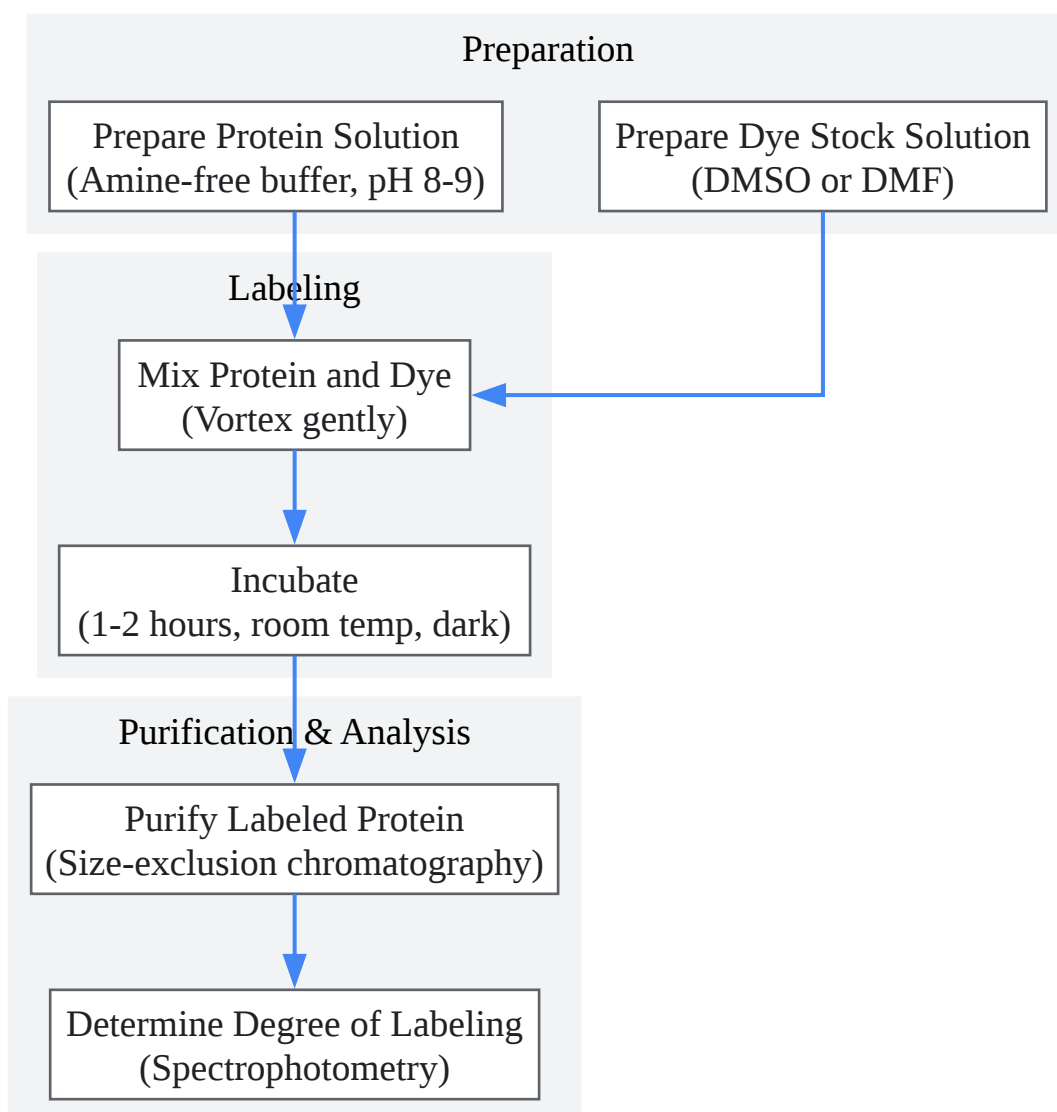 Preparation
Prepare Protein Solution
(Amine-free buffer, pH 8-9)
Prepare Dye Stock Solution
(DMSO or DMF)
Labeling
Mix Protein and Dye
(Vortex gently)
Incubate
(1-2 hours, room temp, dark)
Purification & Analysis
Purify Labeled Protein
(Size-exclusion chromatography)
Determine Degree of Labeling
(Spectrophotometry)